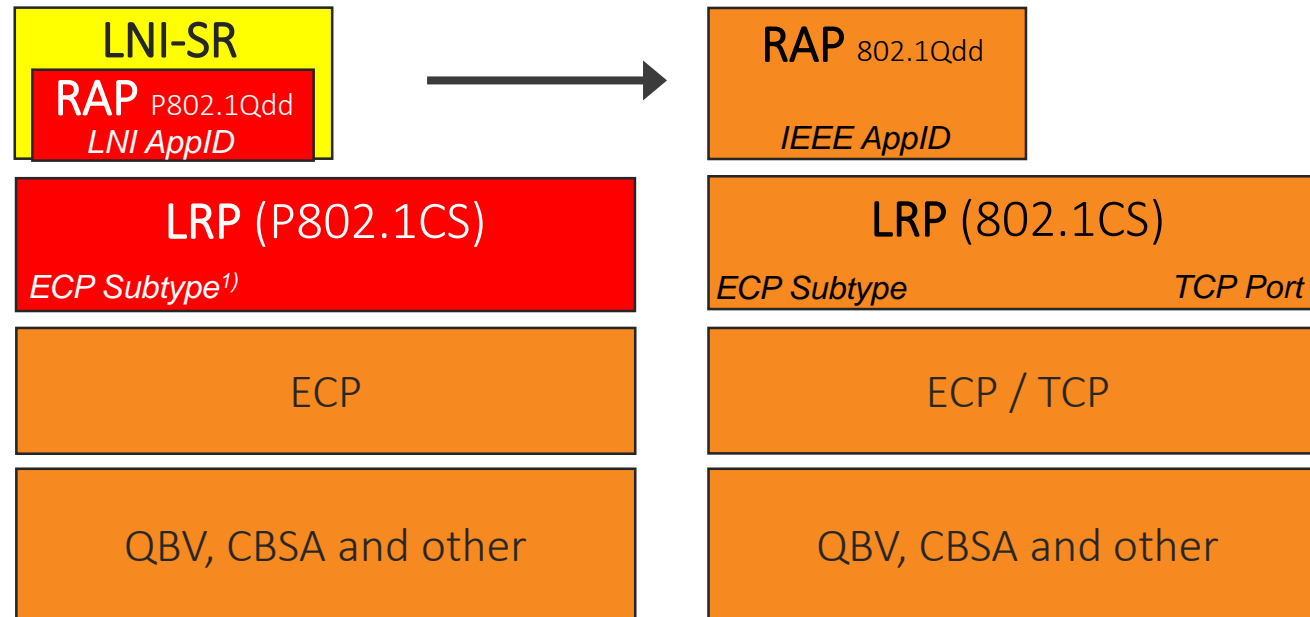 LNI-SR
RAP P802.1Qdd
LNI AppID
LRP (P802.1CS)
ECP Subtype1)
ECP
QBV, CBSA and other
RAP 802.1Qdd
IEEE AppID
LRP (802.1CS)
ECP Subtype TCP Port
ECP / TCP
QBV, CBSA and other